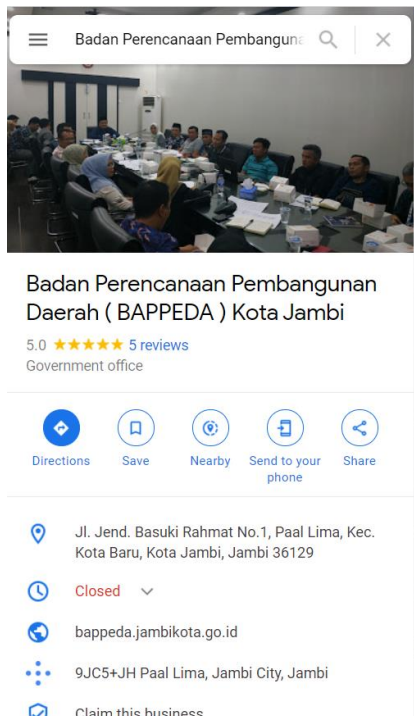 Badan Perencanaan Pembanguna
Badan Perencanaan Pembangunan
Daerah ( BAPPEDA ) Kota Jambi
5.0 ★★★★★ 5 reviews
Government office
Directions Save Nearby Send to your phone Share
Jl. Jend. Basuki Rahmat No.1, Paal Lima, Kec.
Kota Baru, Kota Jambi, Jambi 36129
Closed
bappeda.jambikota.go.id
9JC5+JH Paal Lima, Jambi City, Jambi
Claim this business